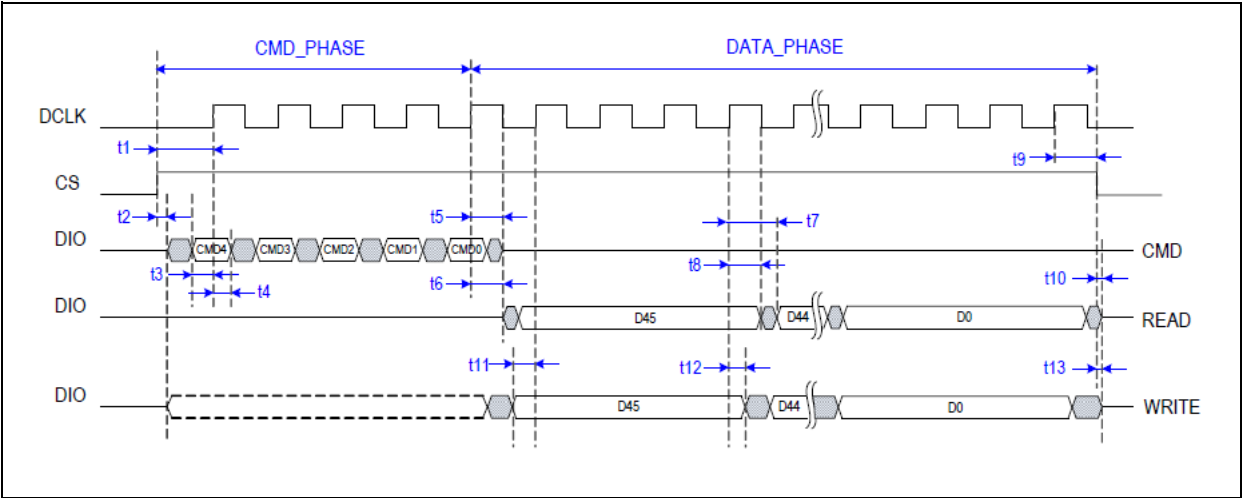 CMD_PHASE DATA_PHASE
DCLK
t1 t9
CS
t2 t5 t7
DIO CMD4 CMD3 CMD2 CMD1 CMD0 CMD
t3 t8
t4 t6 t10
DIO D45 D44 D0 READ
t11 t12 t13
DIO D45 D44 D0 WRITE